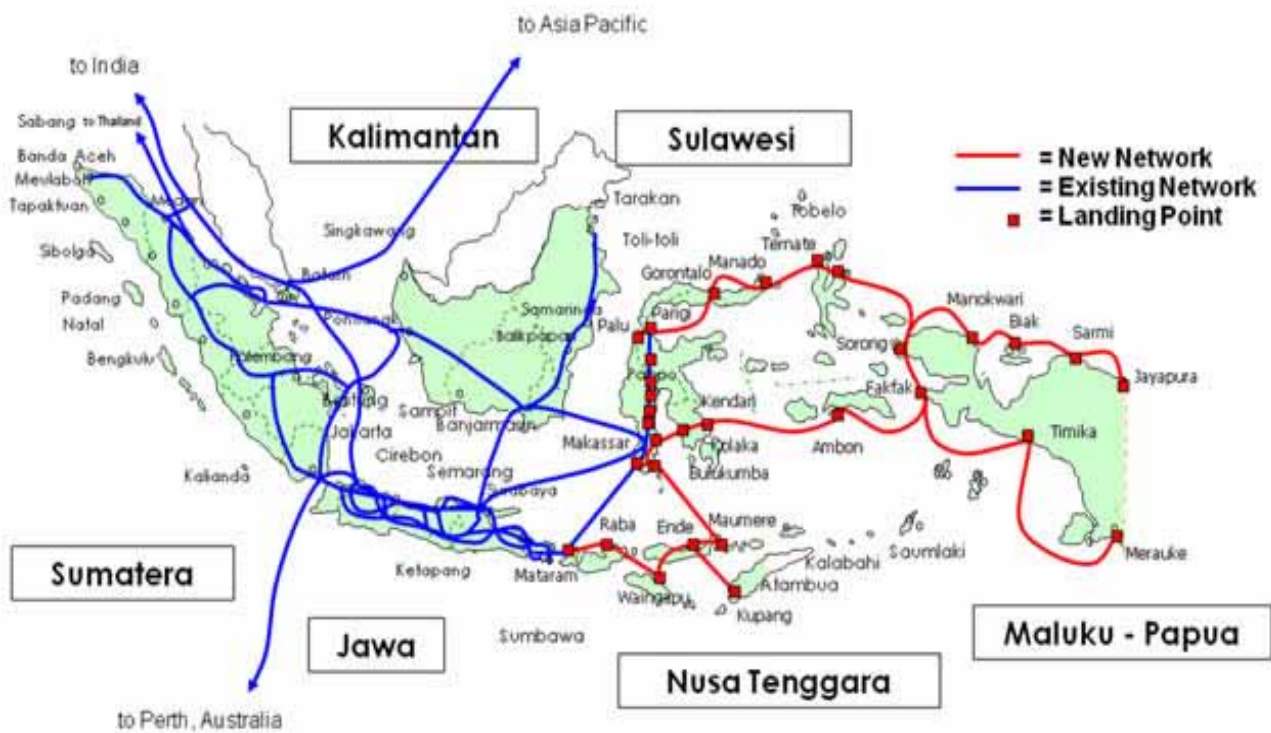 to Asia Pacific
to India
Sabang to Thailand
Banda Aceh
Meulaboh
Tapaktuan
Medan
Sibolga
Padang
Natal
Bengkulu
Kalimantan
Sulawesi
= New Network
= Existing Network
= Landing Point
Singkawang
Batam
Pontianak
Palembang
Jakarta
Cirebon
Semarang
Surabaya
Sampit
Banjarmasin
Samarinda
Balikpapan
Tarakan
Toli-toli
Gorontalo
Manado
Ternate
Tobelo
Palu
Parigi
Kendari
Kolaka
Makassar
Bulukumba
Ambon
Sorong
Fakfak
Manokwari
Biak
Sarmi
Jayapura
Timika
Merauke
Kalianda
Ketapang
Mataram
Raba
Ende
Maumere
Waingapu
Kupang
Atambua
Kalabahi
Saumlaki
Sumbawa
Sumatera
Jawa
Nusa Tenggara
Maluku - Papua
to Perth, Australia